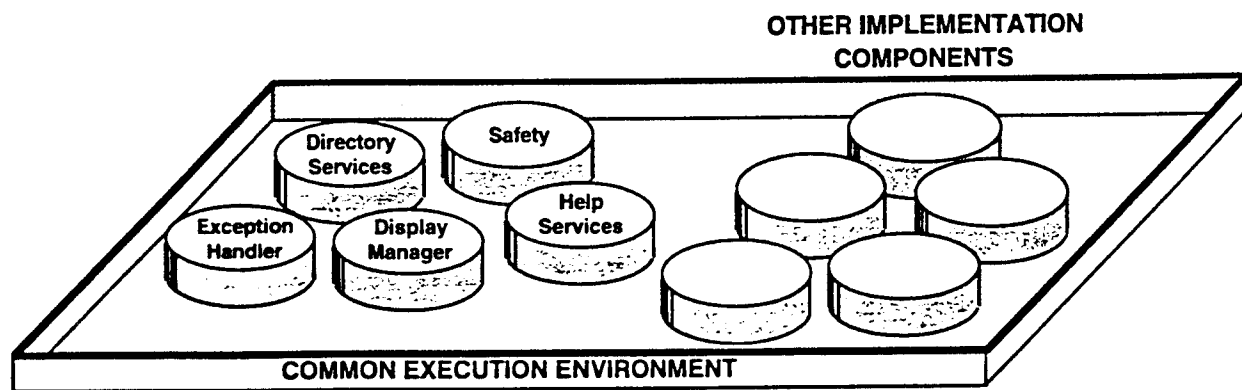 OTHER IMPLEMENTATION
COMPONENTS
Directory
Services
Safety
Help
Services
Exception
Handler
Display
Manager
COMMON EXECUTION ENVIRONMENT